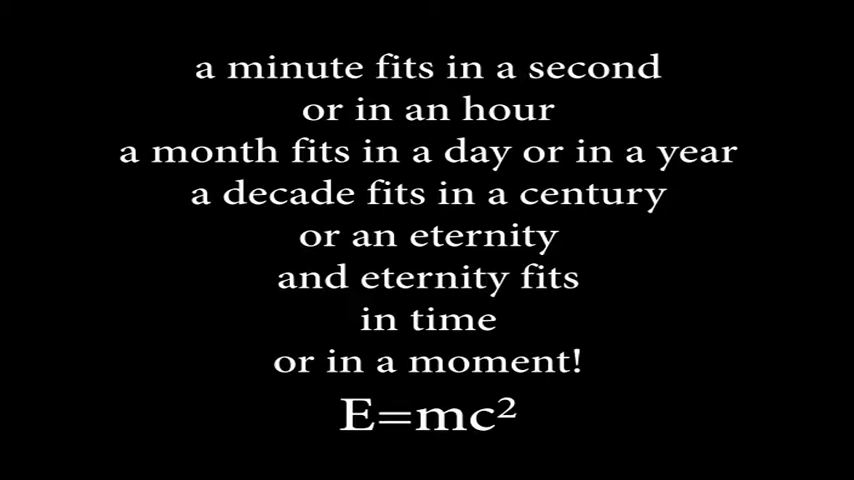 a minute fits in a second
or in an hour
a month fits in a day or in a year
a decade fits in a century
or an eternity
and eternity fits
in time
or in a moment!
E=mc²